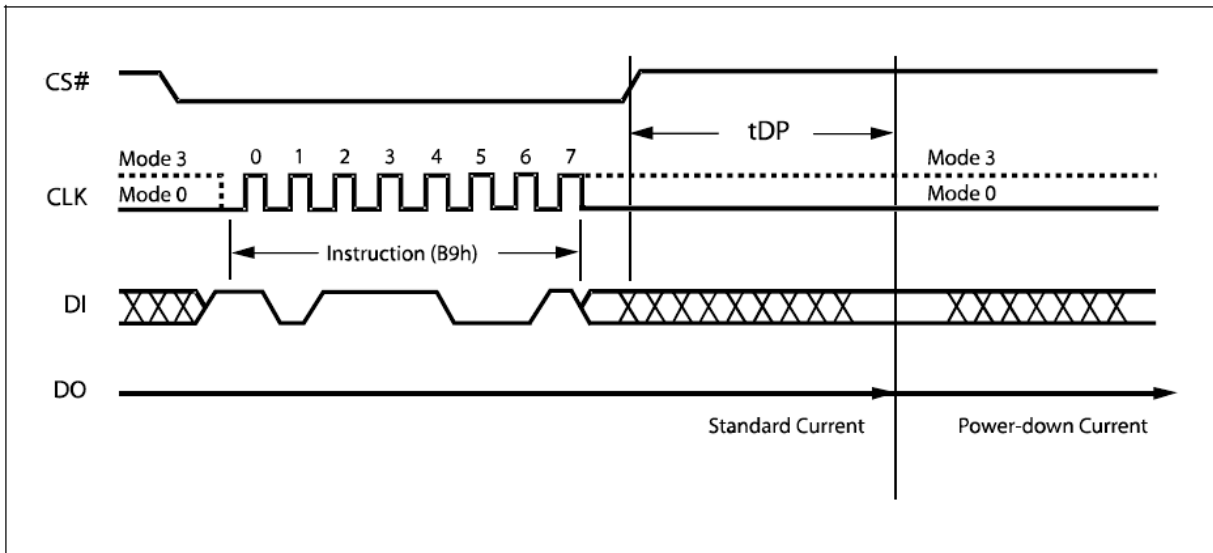 CS#
tDP
Mode 3 0 1 2 3 4 5 6 7 Mode 3
CLK Mode 0 Mode 0
Instruction (B9h)
DI
DO
Standard Current Power-down Current